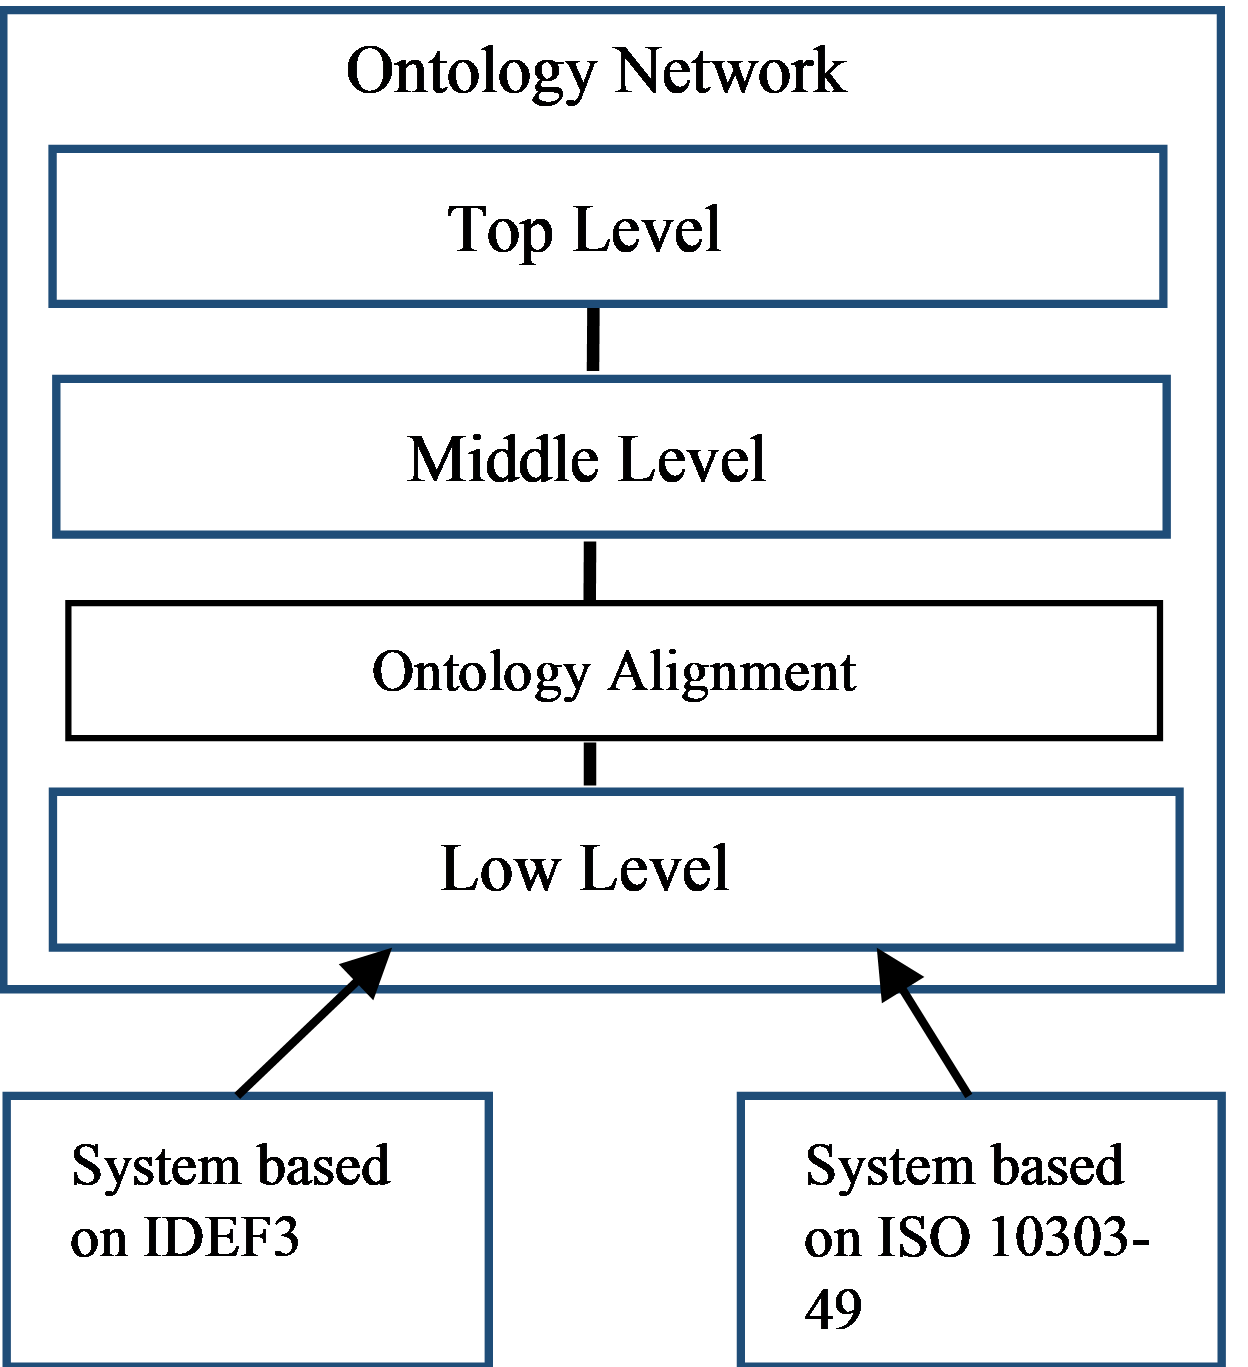 Ontology Network
Top Level
Middle Level
Ontology Alignment
Low Level
System based
on IDEF3
System based
on ISO 10303-
49